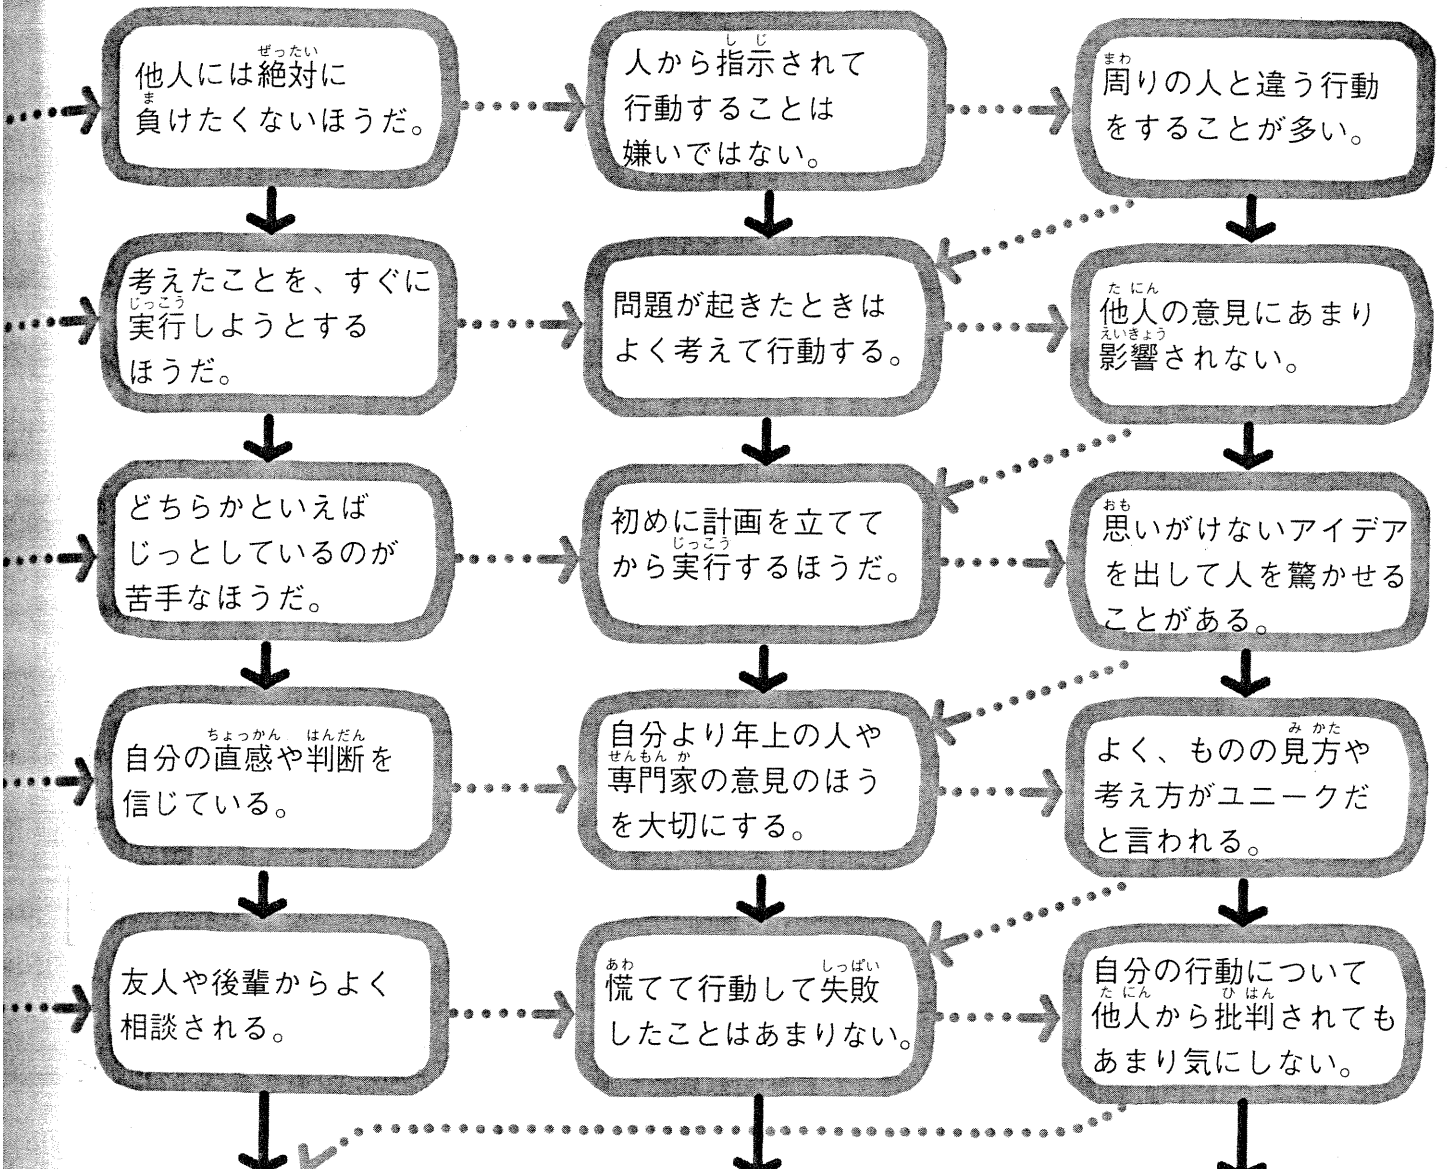 他人には絶対に
負けたくないほうだ。
人から指示されて
行動することは
嫌いではない。
周りの人と違う行動
をすることが多い。
考えたことを、すぐに
実行しようとする
ほうだ。
問題が起きたときは
よく考えて行動する。
他人の意見にあまり
影響されない。
どちらかといえば
じっとしているのが
苦手なほうだ。
初めに計画を立てて
から実行するほうだ。
思いがけないアイデア
を出して人を驚かせる
ことがある。
自分の直感や判断を
信じている。
自分より年上の人や
専門家の意見のほう
を大切にする。
よく、ものの見方や
考え方がユニークだ
と言われる。
友人や後輩からよく
相談される。
慌てて行動して失敗
したことはあまりない。
自分の行動について
他人から批判されても
あまり気にしない。